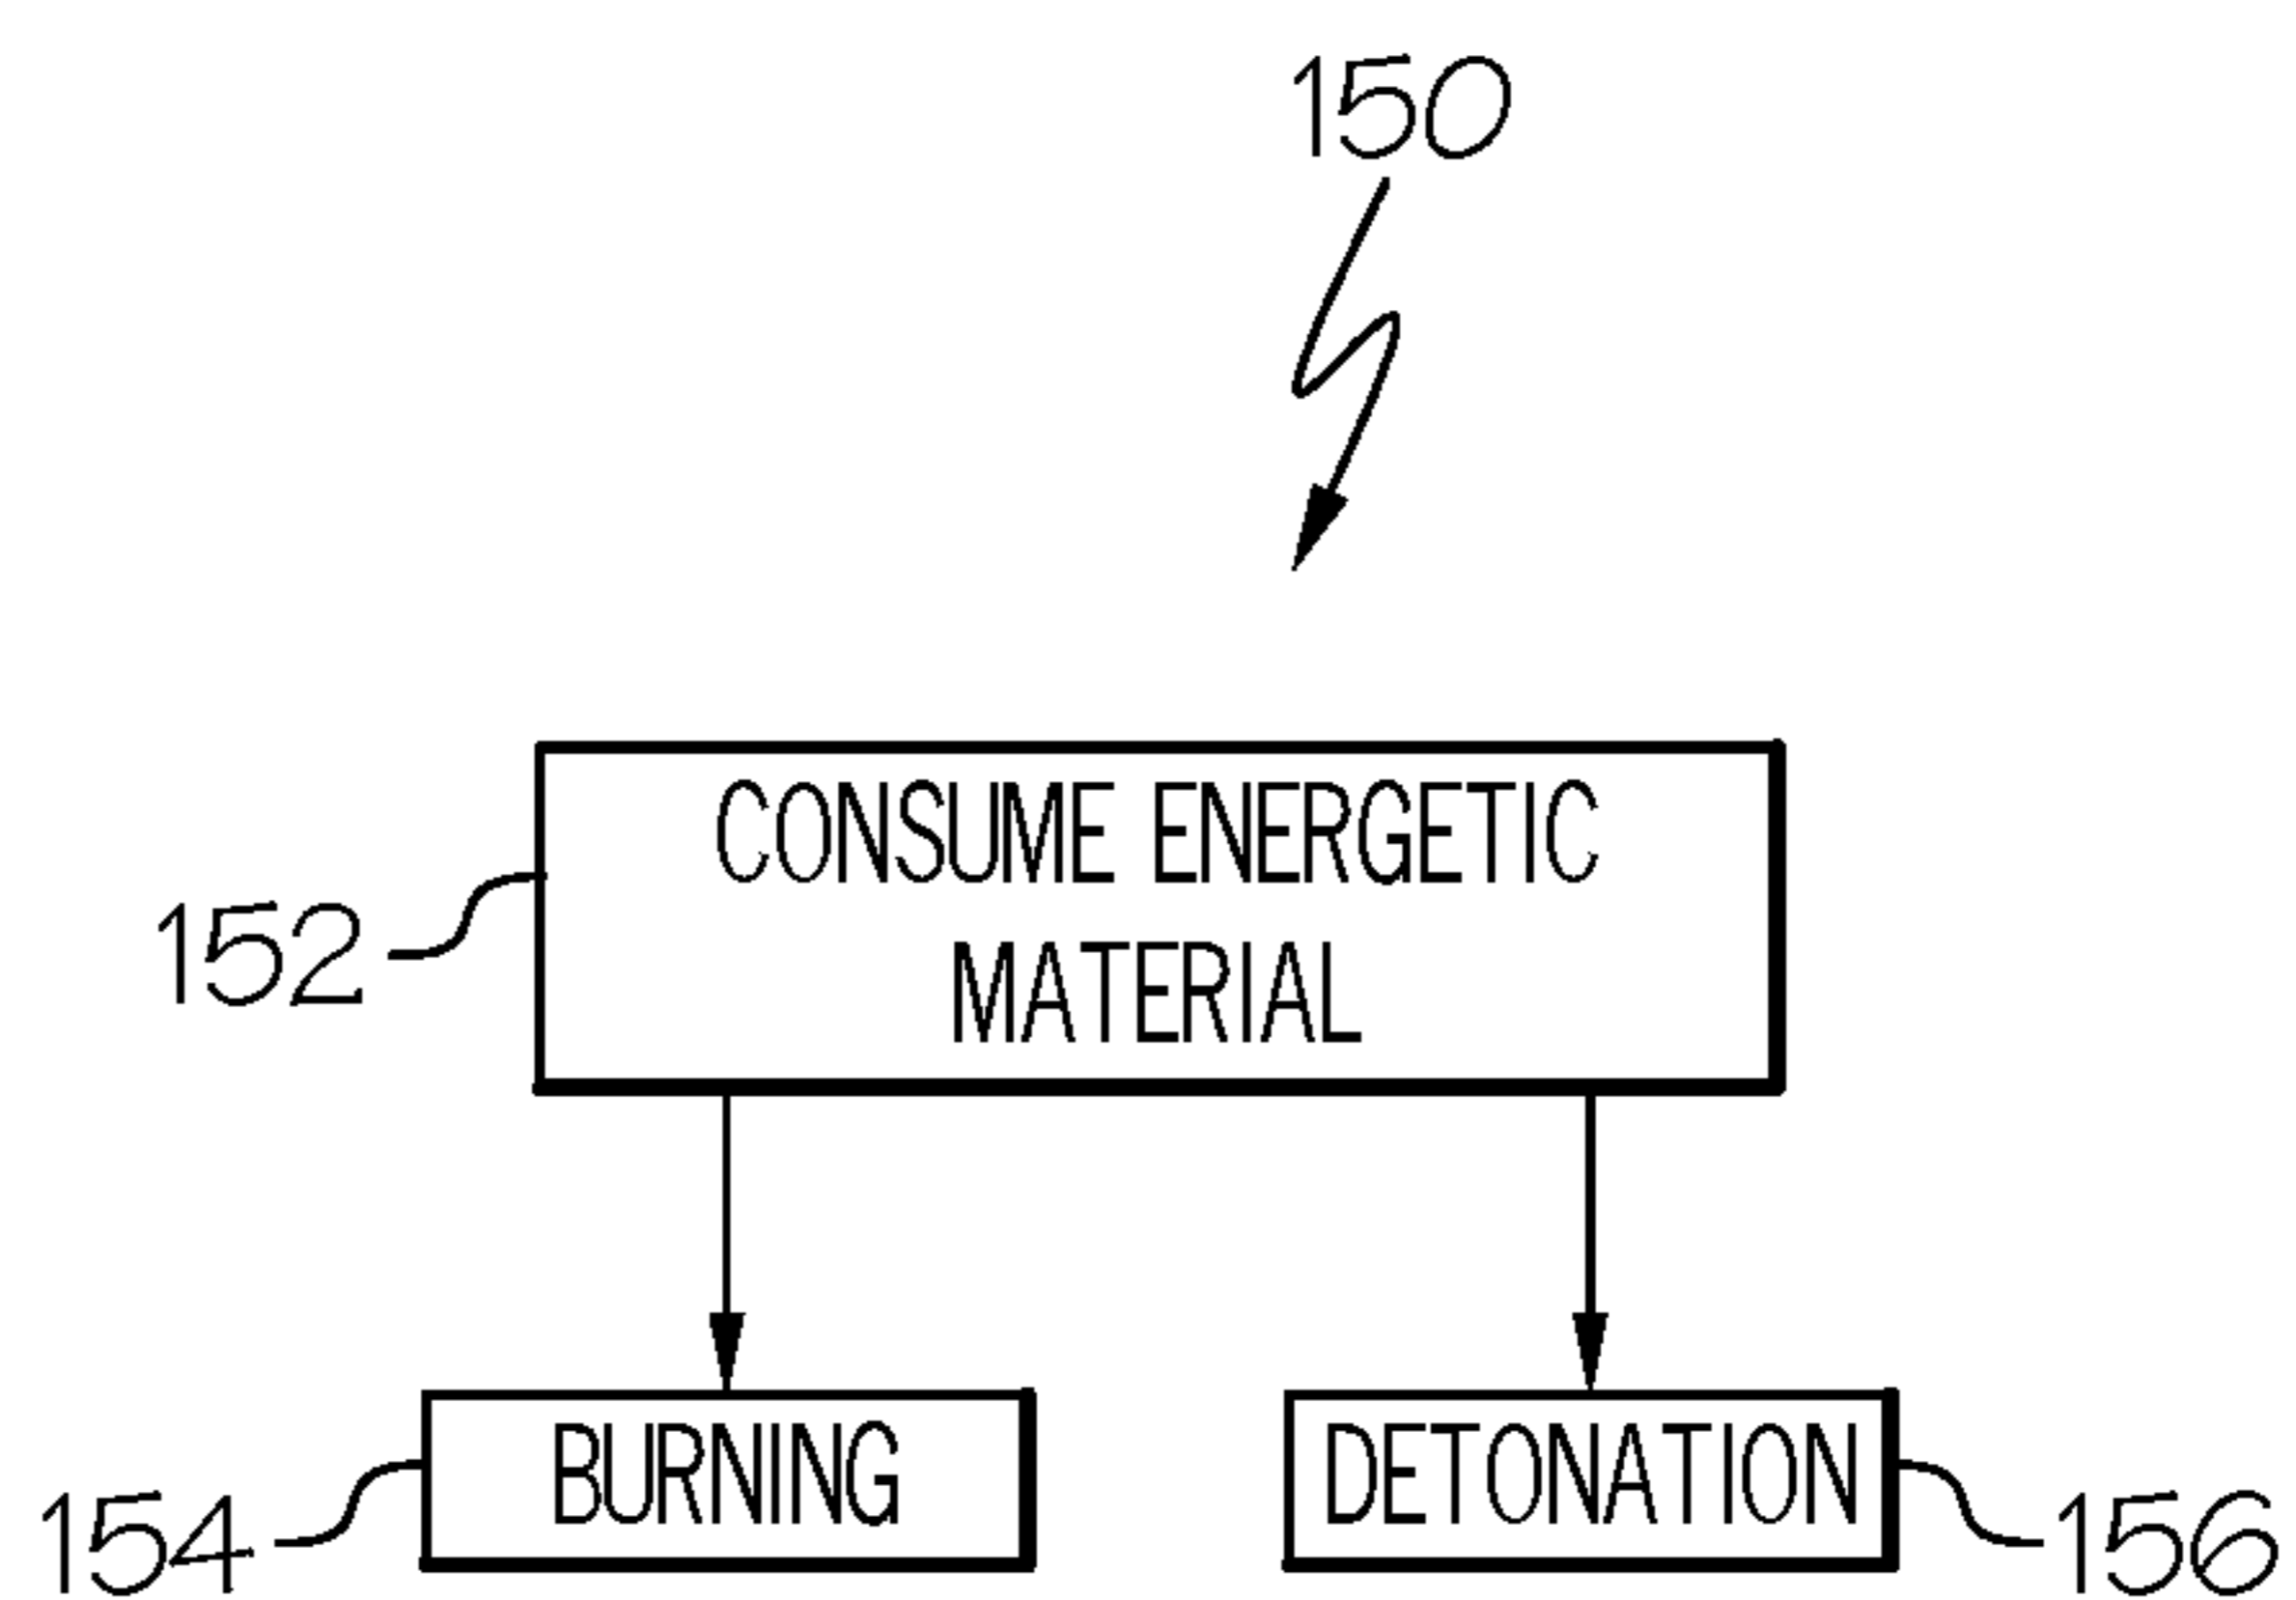 150
CONSUME ENERGETIC
MATERIAL
152
BURNING
DETONATION
154
156